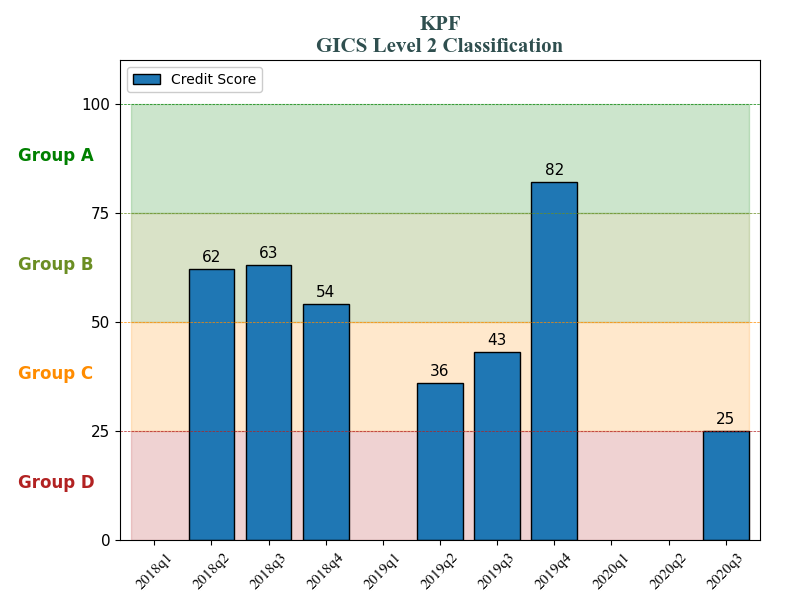 KPF
GICS Level 2 Classification
Credit Score
100
Group A
82
75
63
62
Group B
54
50
43
36
Group C
25
25
Group D
0
2018q1 2018q2 2018q3 2018q4 2019q1 2019q2 2019q3 2019q4 2020q1 2020q2 2020q3